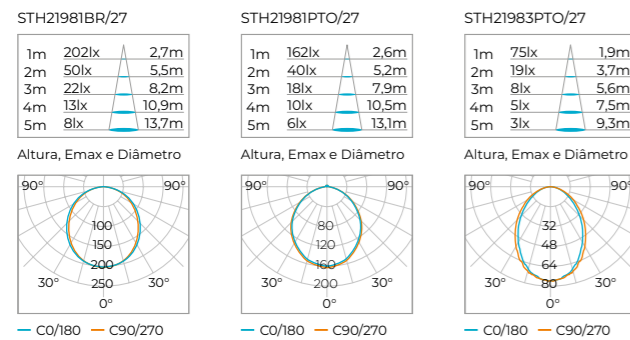 STH21981BR/27
1m 202lx 2,7m
2m 50lx 5,5m
3m 22lx 8,2m
4m 13lx 10,9m
5m 8lx 13,7m
Altura, Emax e Diâmetro
90° 90°
100
150
200
250
30° 30°
0°
C0/180 C90/270
STH21981PTO/27
1m 162lx 2,6m
2m 40lx 5,2m
3m 18lx 7,9m
4m 10lx 10,5m
5m 6lx 13,1m
Altura, Emax e Diâmetro
90° 90°
80
120
160
200
30° 30°
0°
C0/180 C90/270
STH21983PTO/27
1m 75lx 1,9m
2m 19lx 3,7m
3m 8lx 5,6m
4m 5lx 7,5m
5m 3lx 9,3m
Altura, Emax e Diâmetro
90° 90°
32
48
64
80
30° 30°
0°
C0/180 C90/270